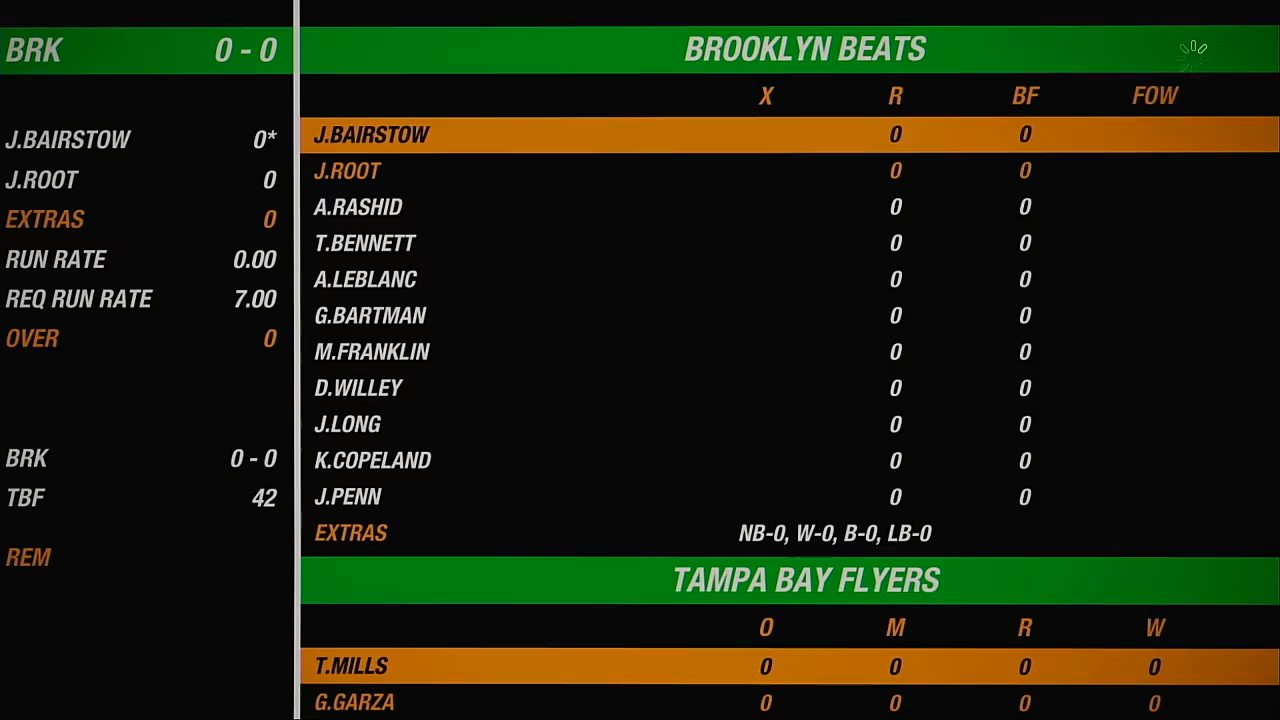 BRK 0 - 0
J.BAIRSTOW 0*
J.ROOT 0
EXTRAS 0
RUN RATE 0.00
REQ RUN RATE 7.00
OVER 0
BRK 0 - 0
TBF 42
REM
BROOKLYN BEATS
X R BF FOW
J.BAIRSTOW 0 0
J.ROOT 0 0
A.RASHID 0 0
T.BENNETT 0 0
A.LEBLANC 0 0
G.BARTMAN 0 0
M.FRANKLIN 0 0
D.WILLEY 0 0
J.LONG 0 0
K.COPELAND 0 0
J.PENN 0 0
EXTRAS NB-0, W-0, B-0, LB-0
TAMPA BAY FLYERS
O M R W
T.MILLS 0 0 0 0
G.GARZA 0 0 0 0